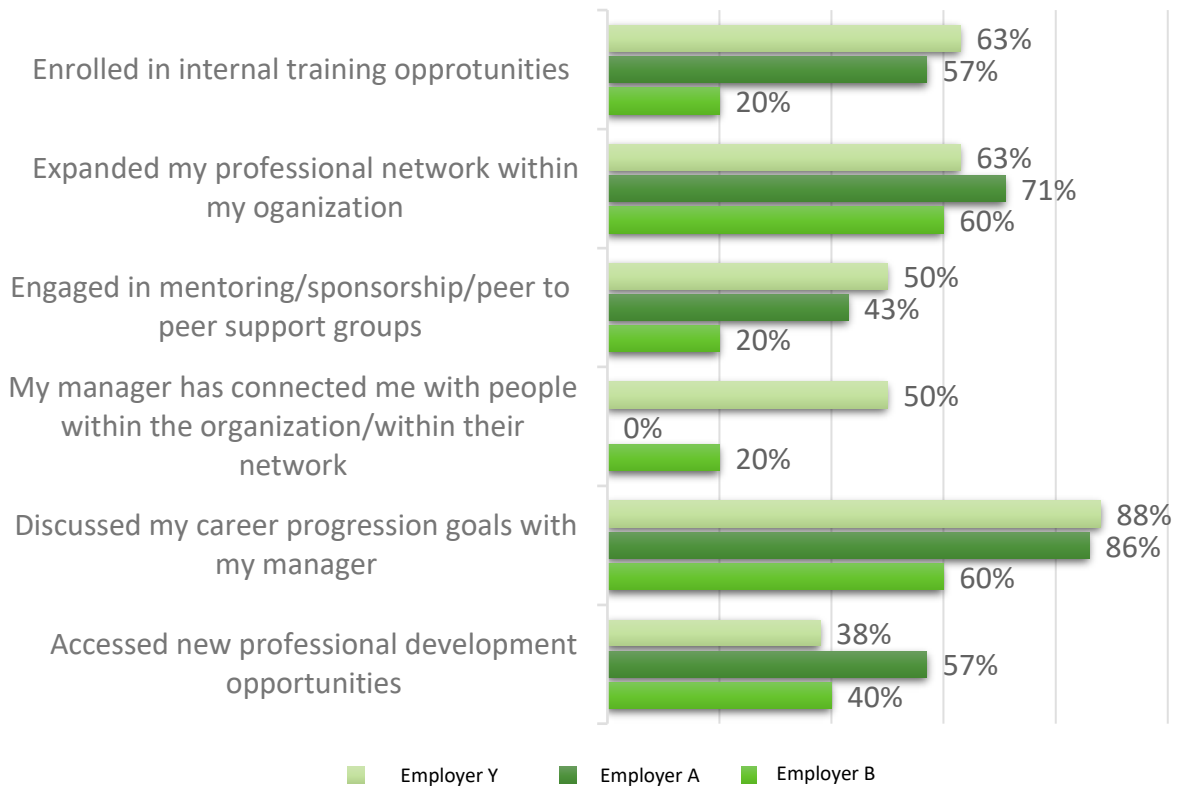 63%
Enrolled in internal training opprotunities
57%
20%
63%
Expanded my professional network within
my oganization
71%
60%
50%
Engaged in mentoring/sponsorship/peer to
peer support groups
43%
20%
My manager has connected me with people
within the organization/within their
network
50%
0%
20%
88%
Discussed my career progression goals with
my manager
86%
60%
38%
Accessed new professional development
opportunities
57%
40%
Employer Y
Employer A
Employer B